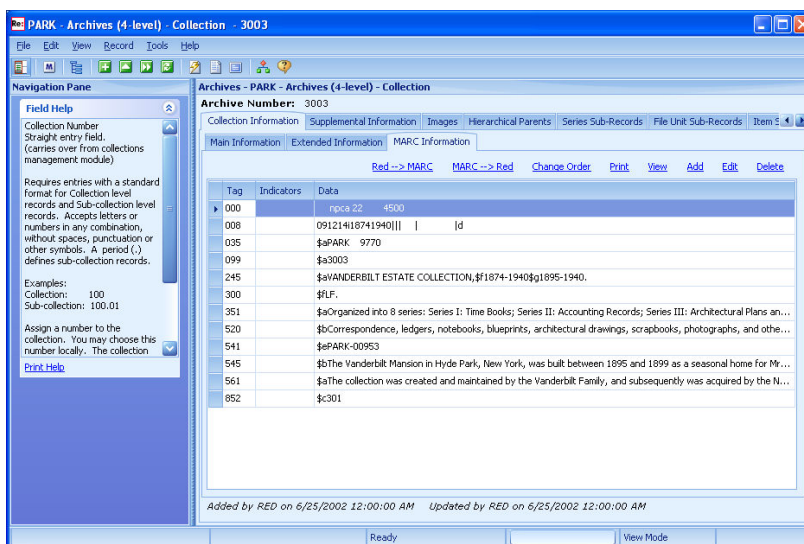 Re: PARK - Archives (4-level) - Collection - 3003
File Edit View Record Tools Help
M
Navigation Pane
Field Help
Collection Number
Straight entry field.
(carries over from collections
management module)
Requires entries with a standard
format for Collection level
records and Sub-collection level
records. Accepts letters or
numbers in any combination,
without spaces, punctuation or
other symbols. A period (.)
defines sub-collection records.
Examples:
Collection: 100
Sub-collection: 100.01
Assign a number to the
collection. You may choose this
number locally. The collection
Print Help
Archives - PARK - Archives (4-level) - Collection
Archive Number: 3003
Collection Information Supplemental Information Images Hierarchical Parents Series Sub-Records File Unit Sub-Records Item S
Main Information Extended Information MARC Information
Red --> MARC MARC --> Red Change Order Print View Add Edit Delete
Tag Indicators Data
000 npca 22 4500
008 091214i18741940||| | |d
035 $aPARK 9770
099 $a3003
245 $aVANDERBILT ESTATE COLLECTION,$f1874-1940$g1895-1940.
300 $fLF.
351 $aOrganized into 8 series: Series I: Time Books; Series II: Accounting Records; Series III: Architectural Plans an...
520 $bCorrespondence, ledgers, notebooks, blueprints, architectural drawings, scrapbooks, photographs, and othe...
541 $ePARK-00953
545 $bThe Vanderbilt Mansion in Hyde Park, New York, was built between 1895 and 1899 as a seasonal home for Mr...
561 $aThe collection was created and maintained by the Vanderbilt Family, and subsequently was acquired by the N...
852 $c301
Added by RED on 6/25/2002 12:00:00 AM Updated by RED on 6/25/2002 12:00:00 AM
Ready View Mode